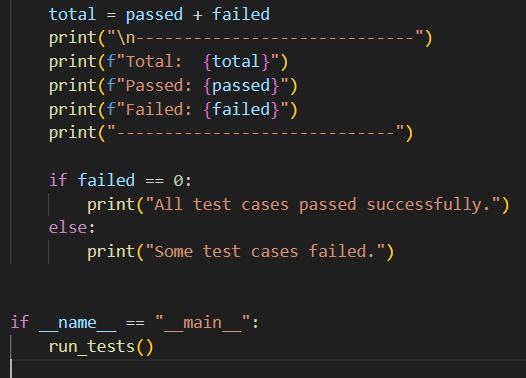 total = passed + failed
print("\n-----------------------------")
print(f"Total:  {total}")
print(f"Passed: {passed}")
print(f"Failed: {failed}")
print("-----------------------------")
if failed == 0:
print("All test cases passed successfully.")
else:
print("Some test cases failed.")
if __name__ == "__main__":
run_tests()